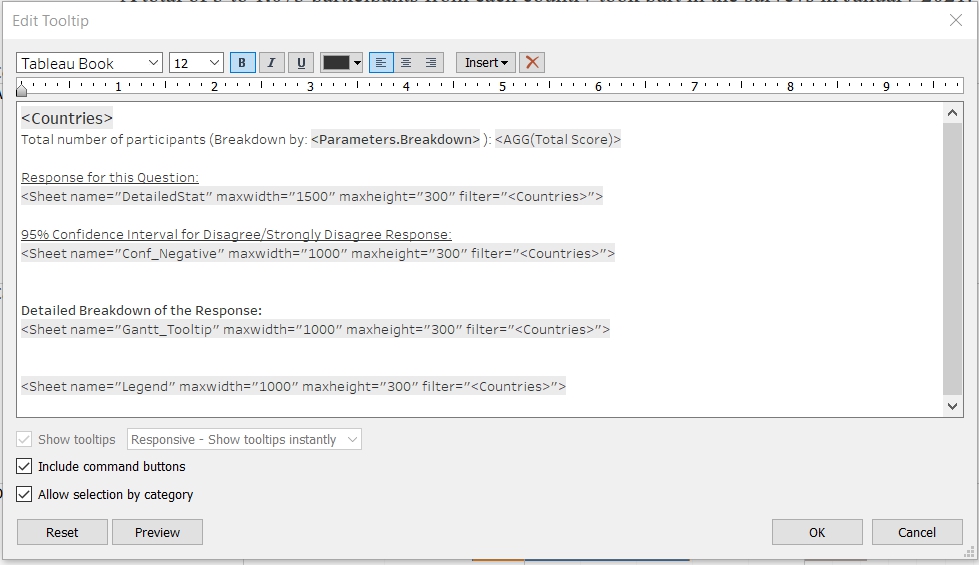 Edit Tooltip
Tableau Book 12 B I U Insert
1 2 3 4 5 6 7 8 9
<Countries>
Total number of participants (Breakdown by: <Parameters.Breakdown> ): <AGG(Total Score)>
Response for this Question:
<Sheet name="DetailedStat" maxwidth="1500" maxheight="300" filter="<Countries>">
95% Confidence Interval for Disagree/Strongly Disagree Response:
<Sheet name="Conf_Negative" maxwidth="1000" maxheight="300" filter="<Countries>">
Detailed Breakdown of the Response:
<Sheet name="Gantt_Tooltip" maxwidth="1000" maxheight="300" filter="<Countries>">
<Sheet name="Legend" maxwidth="1000" maxheight="300" filter="<Countries>">
Show tooltips Responsive - Show tooltips instantly
Include command buttons
Allow selection by category
Reset Preview OK Cancel